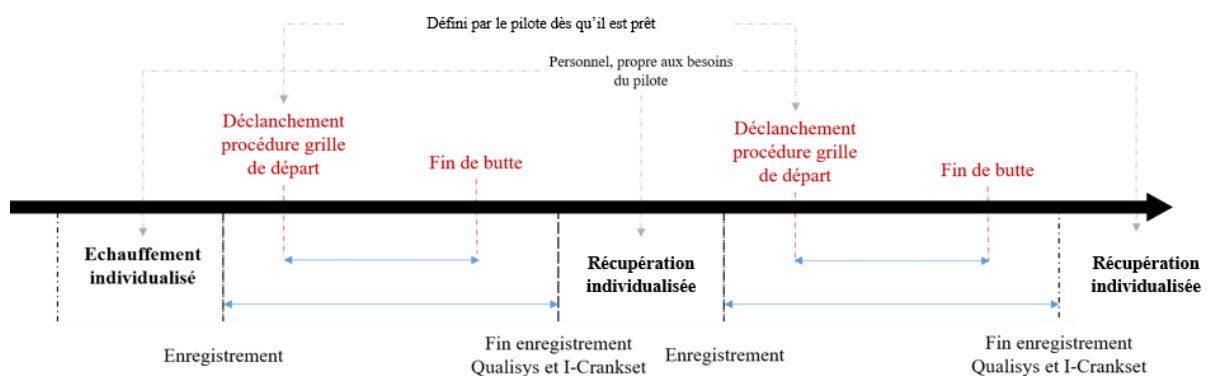 Défini par le pilote dès qu'il est prêt
Personnel, propre aux besoins
du pilote
Déclanchement
procédure grille
de départ
Fin de butte
Déclanchement
procédure grille
de départ
Fin de butte
Echauffement
individualisé
Récupération
individualisée
Récupération
individualisée
Enregistrement
Fin enregistrement
Qualisys et I-Crankset
Enregistrement
Fin enregistrement
Qualisys et I-Crankset